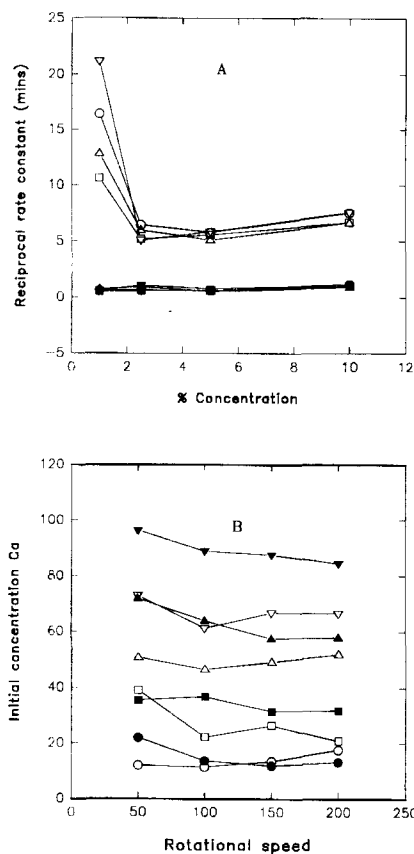 A
25
20
15
10
5
0
−5
Reciprocal rate constant (mins)
0 2 4 6 8 10 12
% Concentration
B
120
100
80
60
40
20
0
Initial concentration Ca
0 50 100 150 200 250
Rotational speed